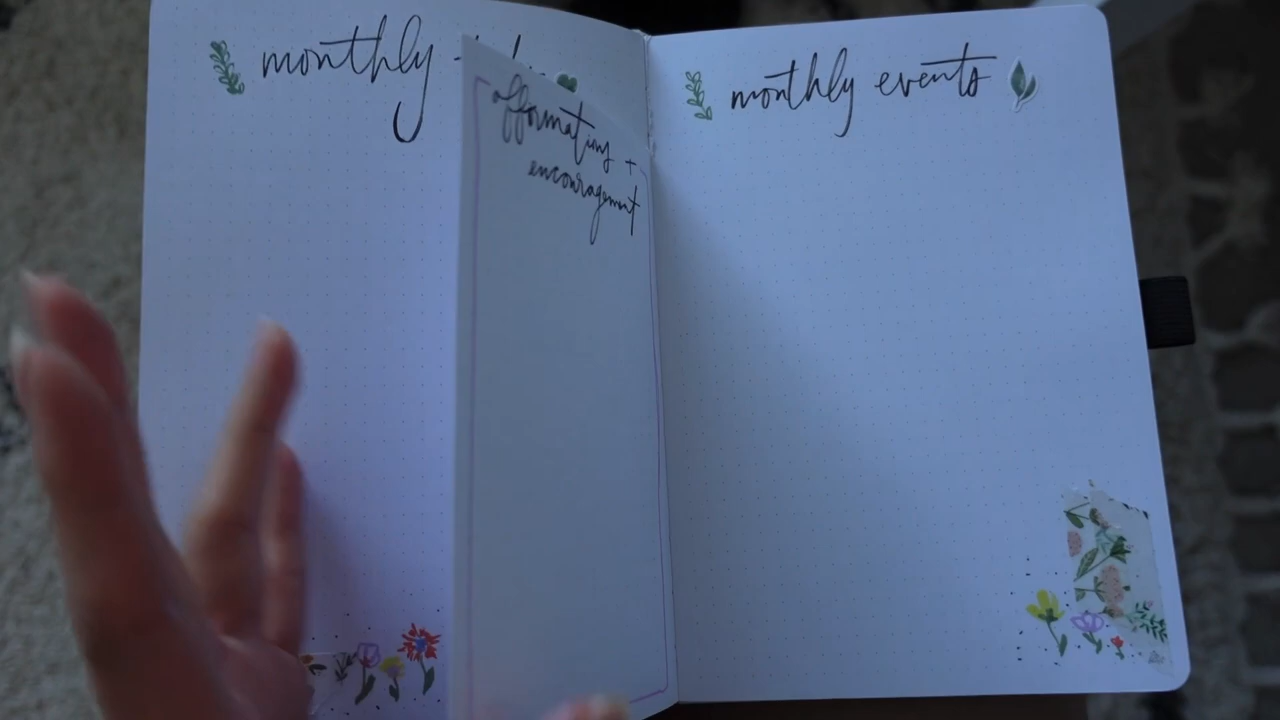 monthly
affirmations +
encouragement
monthly events